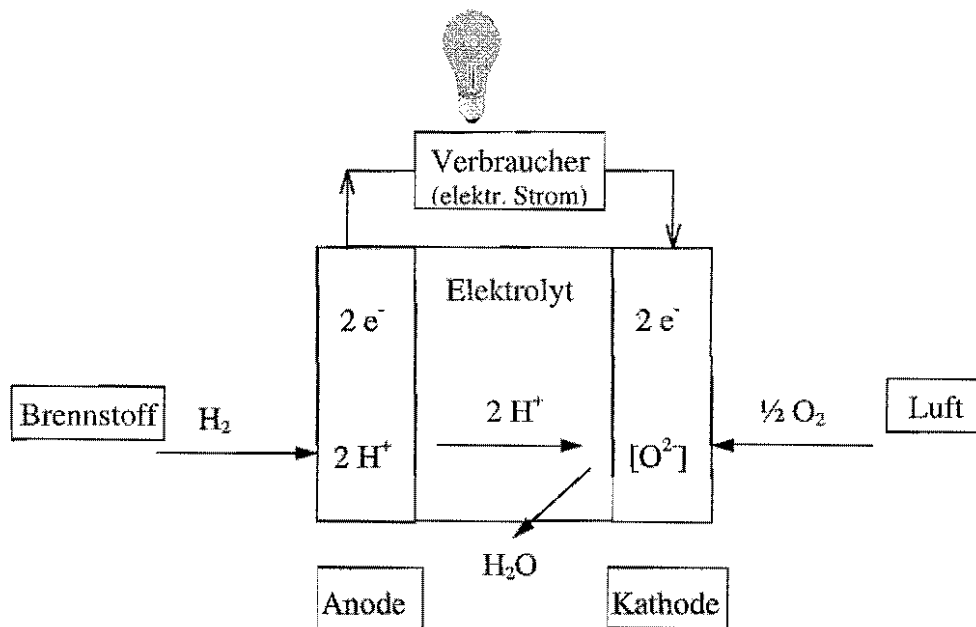 Verbraucher
(elektr. Strom)
Elektrolyt
2 e⁻
2 e⁻
Brennstoff
H₂
2 H⁺
½ O₂
Luft
2 H⁺
[O²⁻]
H₂O
Anode
Kathode